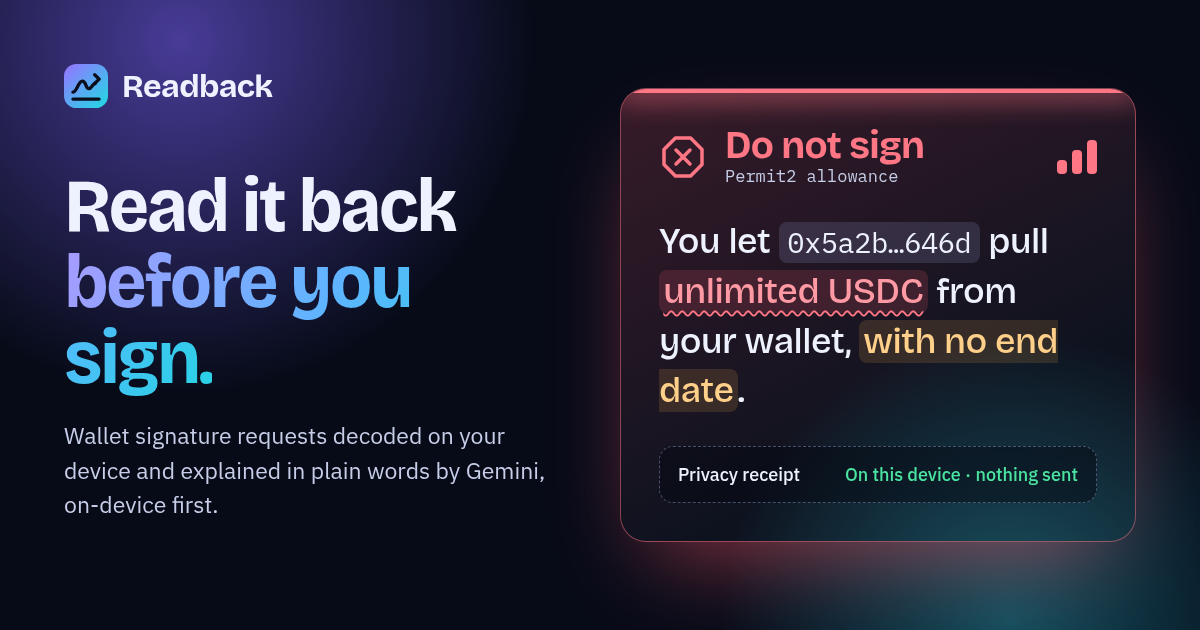 Readback
Read it back
before you
sign.
Wallet signature requests decoded on your
device and explained in plain words by Gemini,
on-device first.
Do not sign
Permit2 allowance
You let 0x5a2b…646d pull
unlimited USDC from
your wallet, with no end
date.
Privacy receipt On this device · nothing sent